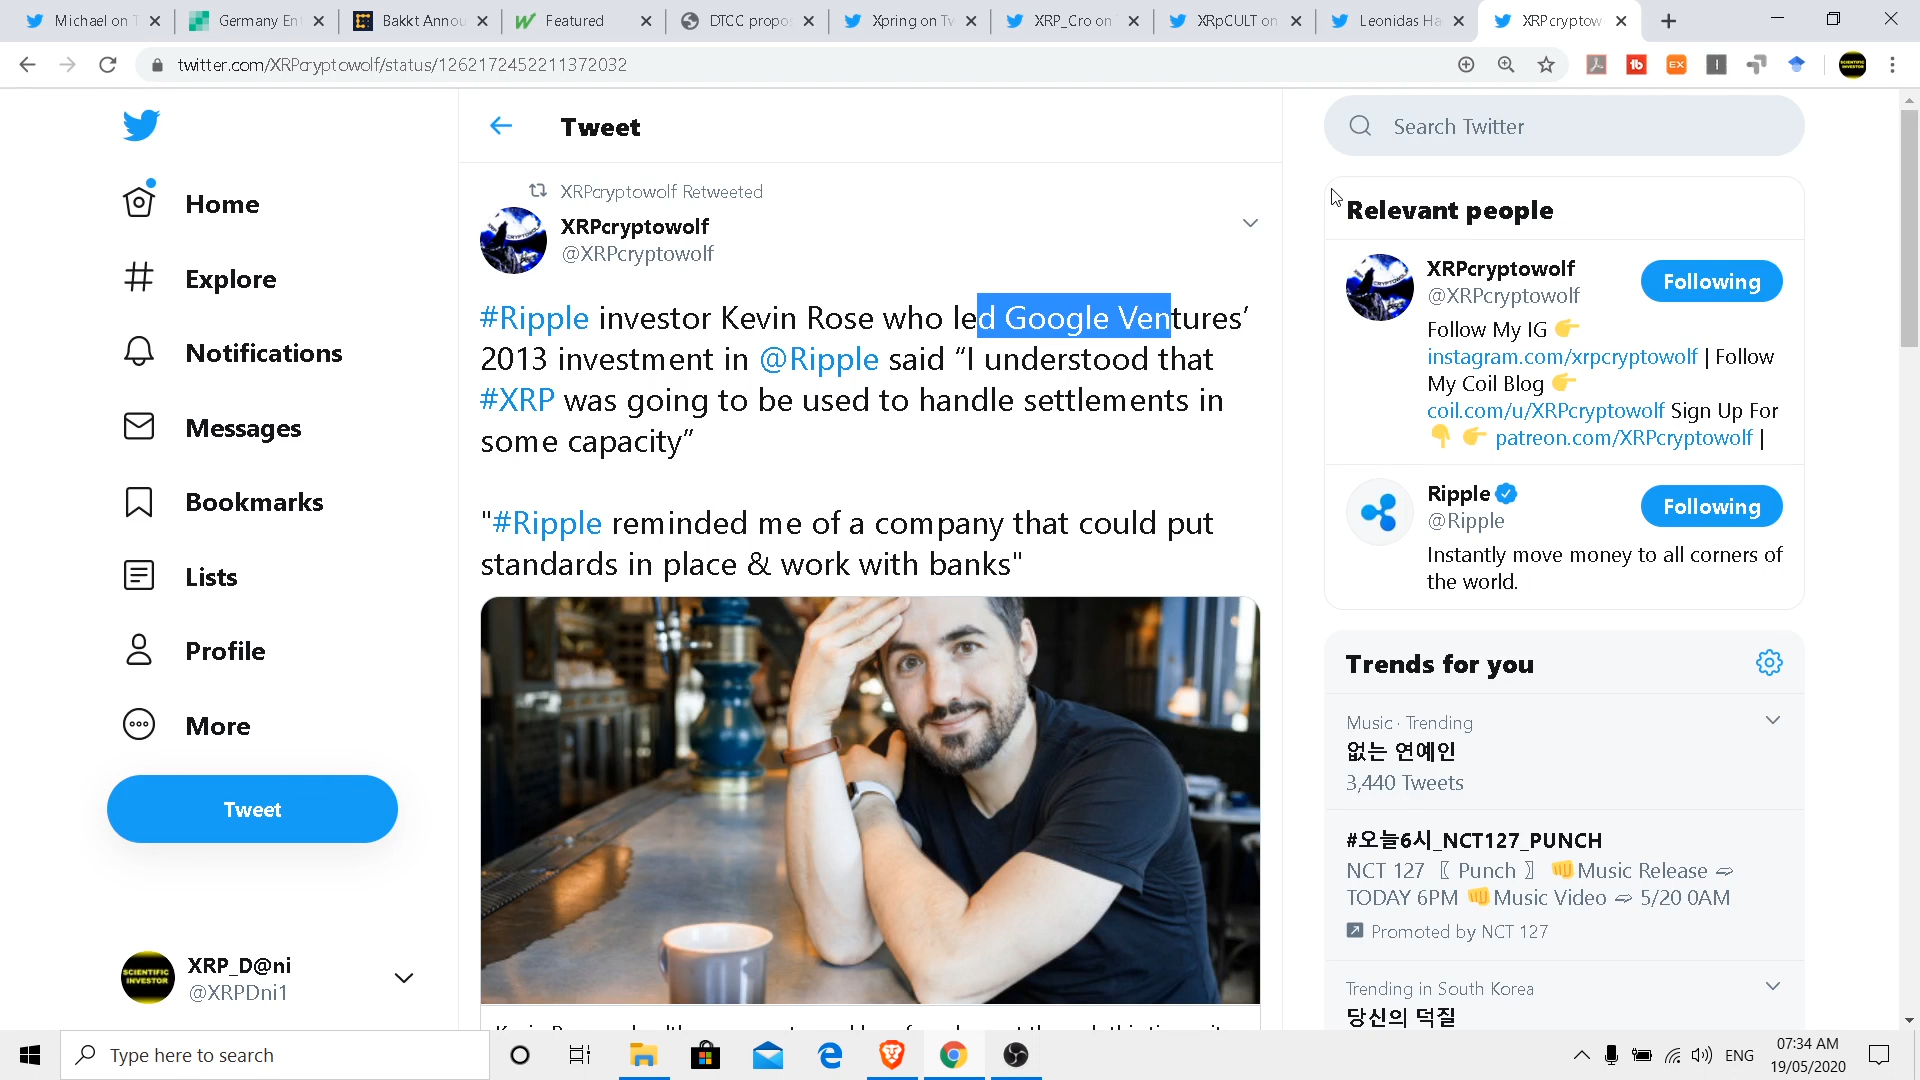 Michael on T
Germany En
Bakkt Annou
Featured
DTCC propo
Xpring on Tw
XRP_Cro on
XRpCULT on
Leonidas Ha
XRPcryptow
twitter.com/XRPcryptowolf/status/1262172452211372032
Home
Explore
Notifications
Messages
Bookmarks
Lists
Profile
More
Tweet
SCIENTIFIC
INVESTOR
XRP_D@ni
@XRPDni1
Tweet
XRPcryptowolf Retweeted
XRPcryptowolf
@XRPcryptowolf
#Ripple investor Kevin Rose who led Google Ventures’
2013 investment in @Ripple said “I understood that
#XRP was going to be used to handle settlements in
some capacity”
"#Ripple reminded me of a company that could put
standards in place & work with banks"
Search Twitter
Relevant people
XRPcryptowolf
@XRPcryptowolf
Following
Follow My IG 👉
instagram.com/xrpcryptowolf | Follow
My Coil Blog 👉
coil.com/u/XRPcryptowolf Sign Up For
👇 👉 patreon.com/XRPcryptowolf |
Ripple
@Ripple
Following
Instantly move money to all corners of
the world.
Trends for you
Music · Trending
없는 연예인
3,440 Tweets
#오늘6시_NCT127_PUNCH
NCT 127 〖 Punch 〗 👊Music Release ➫
TODAY 6PM 👊Music Video ➫ 5/20 0AM
Promoted by NCT 127
Trending in South Korea
당신의 덕질
Type here to search
ENG
07:34 AM
19/05/2020